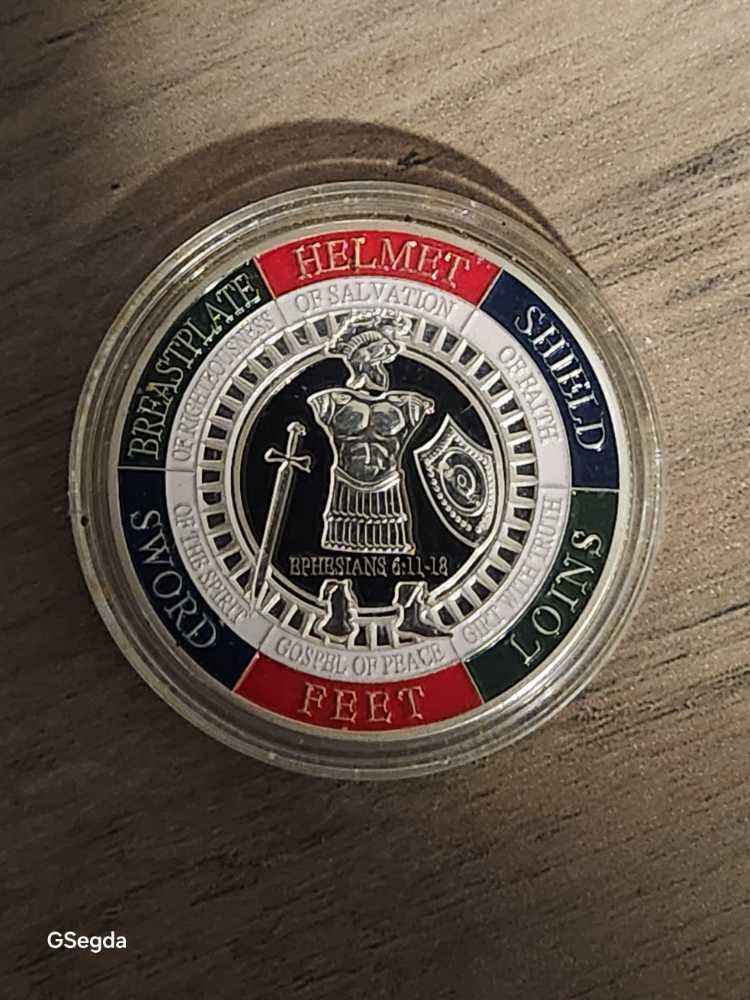 HELMET
OF SALVATION
SHIELD
OF FAITH
LOINS
GIRT WITH TRUTH
FEET
GOSPEL OF PEACE
SWORD
OF THE SPIRIT
BREASTPLATE
OF RIGHTEOUSNESS
EPHESIANS 6:11-18
GSegda